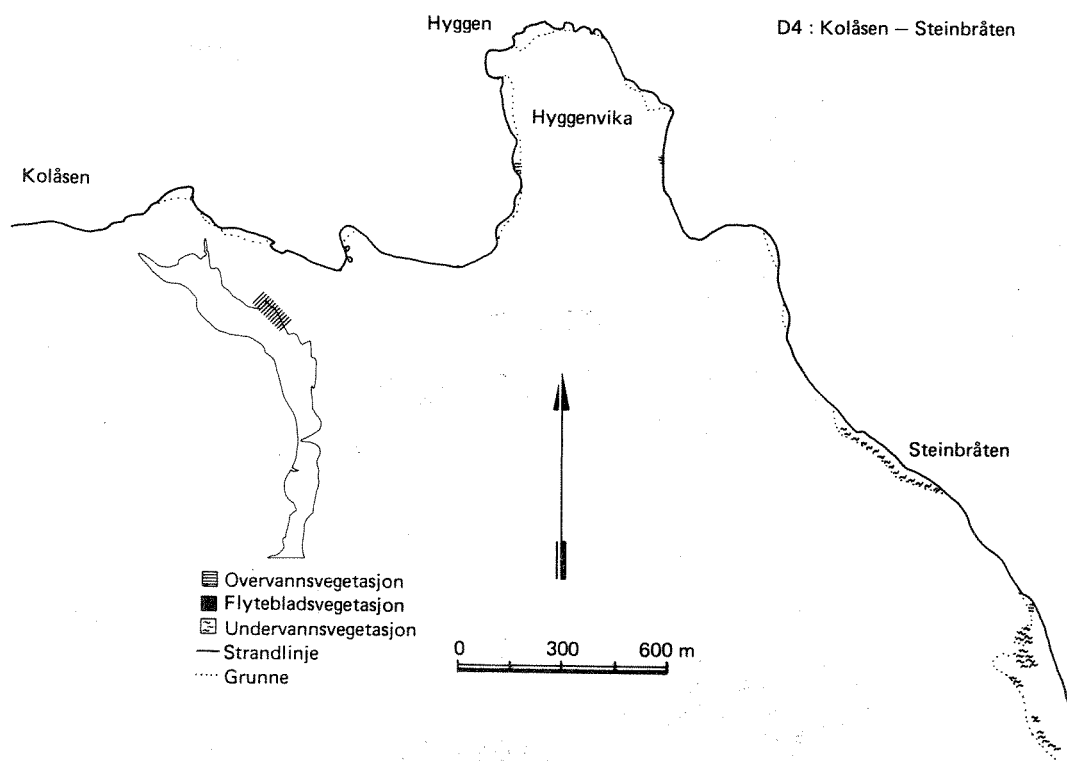 D4 : Kolåsen – Steinbråten
Hyggen
Hyggenvika
Kolåsen
Steinbråten
Overvannsvegetasjon
Flytebladsvegetasjon
Undervannsvegetasjon
Strandlinje
Grunne
0 300 600 m